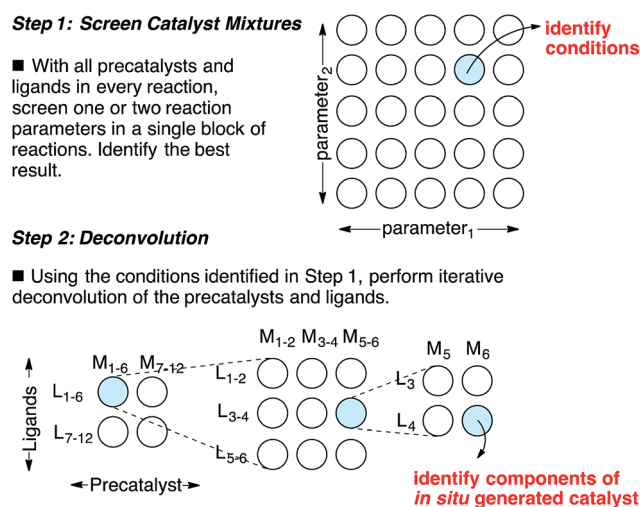 Step 1: Screen Catalyst Mixtures
■ With all precatalysts and
ligands in every reaction,
screen one or two reaction
parameters in a single block of
reactions. Identify the best
result.
identify
conditions
parameter₂
parameter₁
Step 2: Deconvolution
■ Using the conditions identified in Step 1, perform iterative
deconvolution of the precatalysts and ligands.
M₁₋₆ M₇₋₁₂
L₁₋₆
L₇₋₁₂
Ligands
Precatalyst
M₁₋₂ M₃₋₄ M₅₋₆
L₁₋₂
L₃₋₄
L₅₋₆
M₅ M₆
L₃
L₄
identify components of
in situ generated catalyst